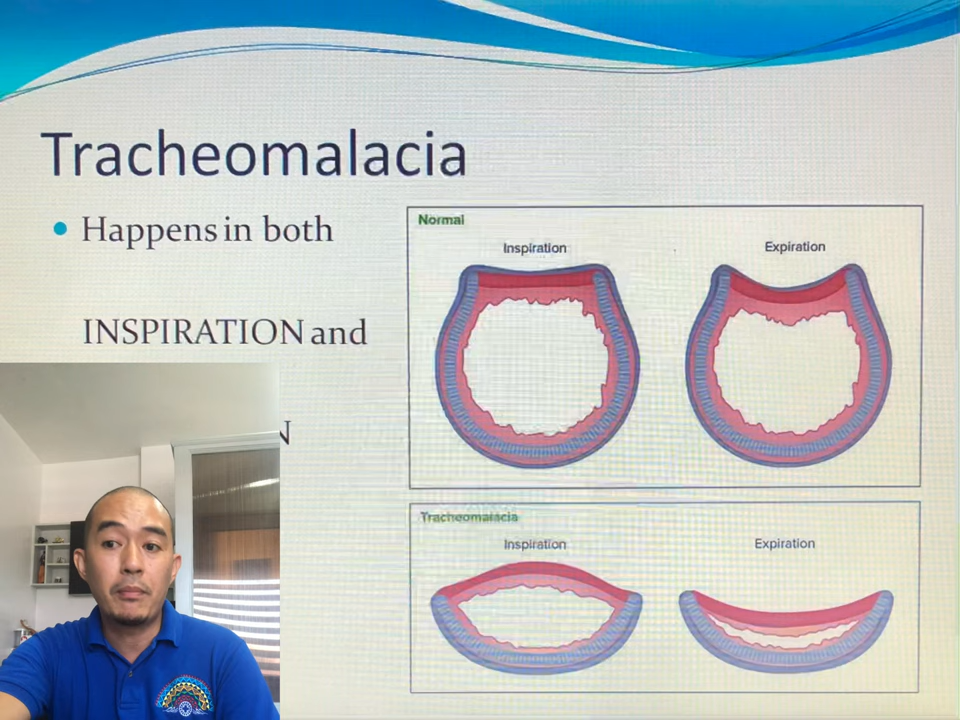 Tracheomalacia
Happens in both
INSPIRATION and
N
Normal
Inspiration
Expiration
Tracheomalacia
Inspiration
Expiration